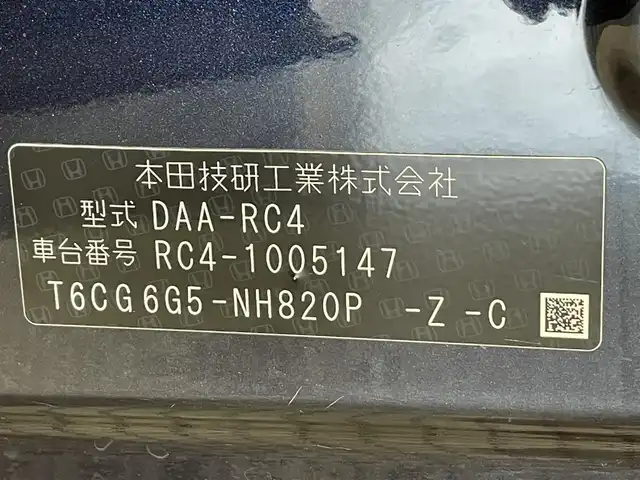 本田技研工業株式会社
型式 DAA-RC4
車台番号 RC4-1005147
T6CG6G5-NH820P -Z -C